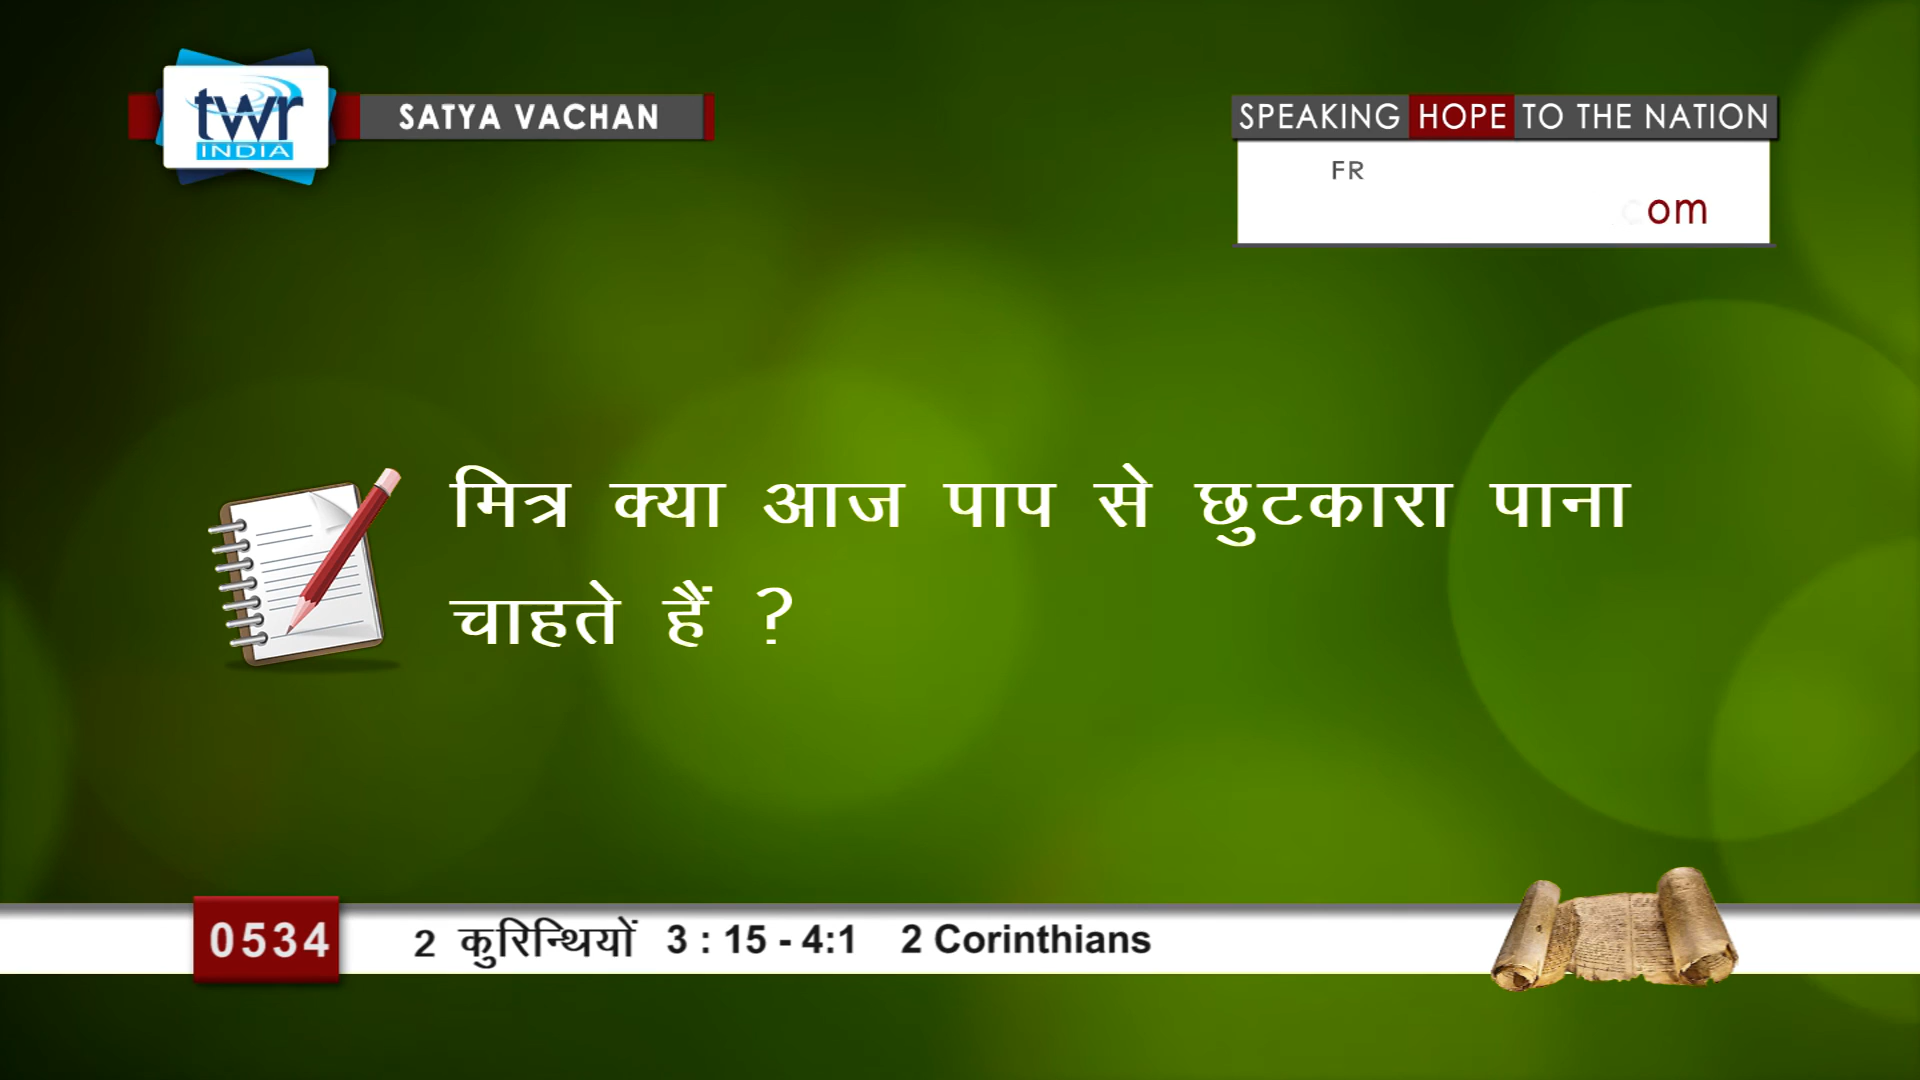 twr
INDIA
SATYA VACHAN
SPEAKING HOPE TO THE NATION
FR
om
मित्र क्या आज पाप से छुटकारा पाना
चाहते हैं ?
0534
2 कुरिन्थियों 3 : 15 - 4:1 2 Corinthians